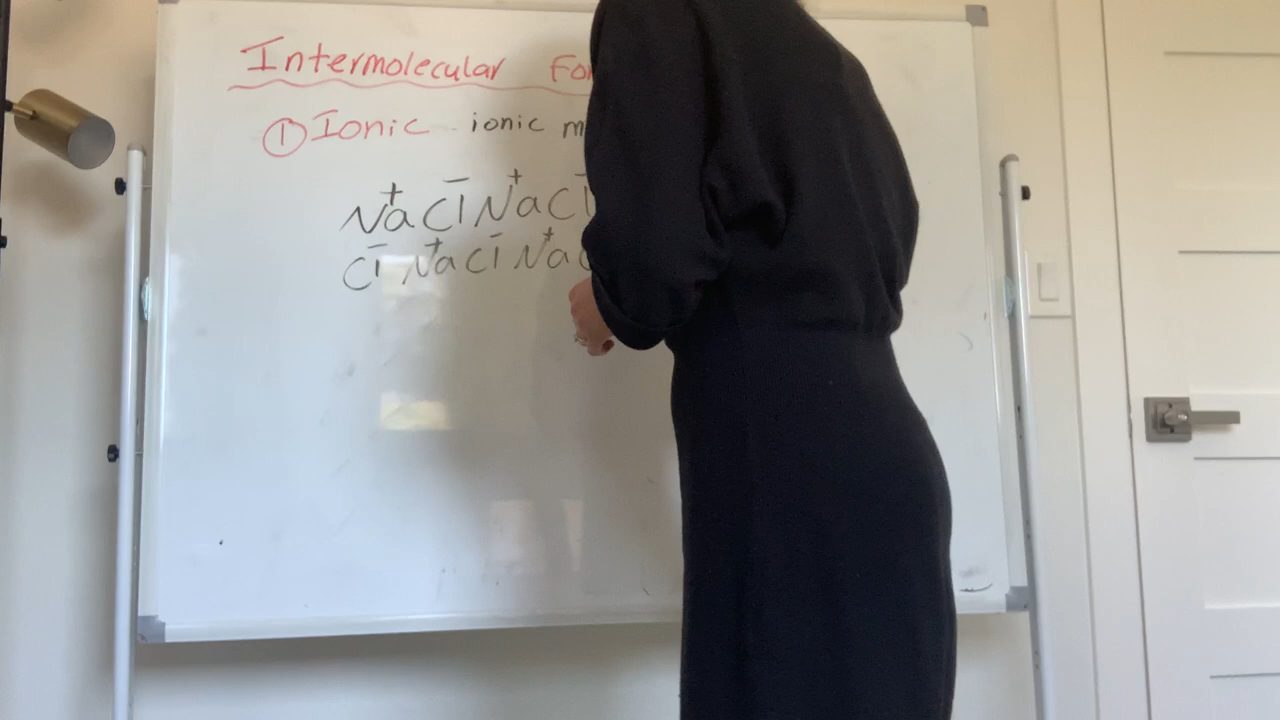 Intermolecular
① Ionic ionic
Na⁺ Cl⁻ Na⁺ Cl⁻
Cl⁻ Na⁺ Cl⁻ Na⁺